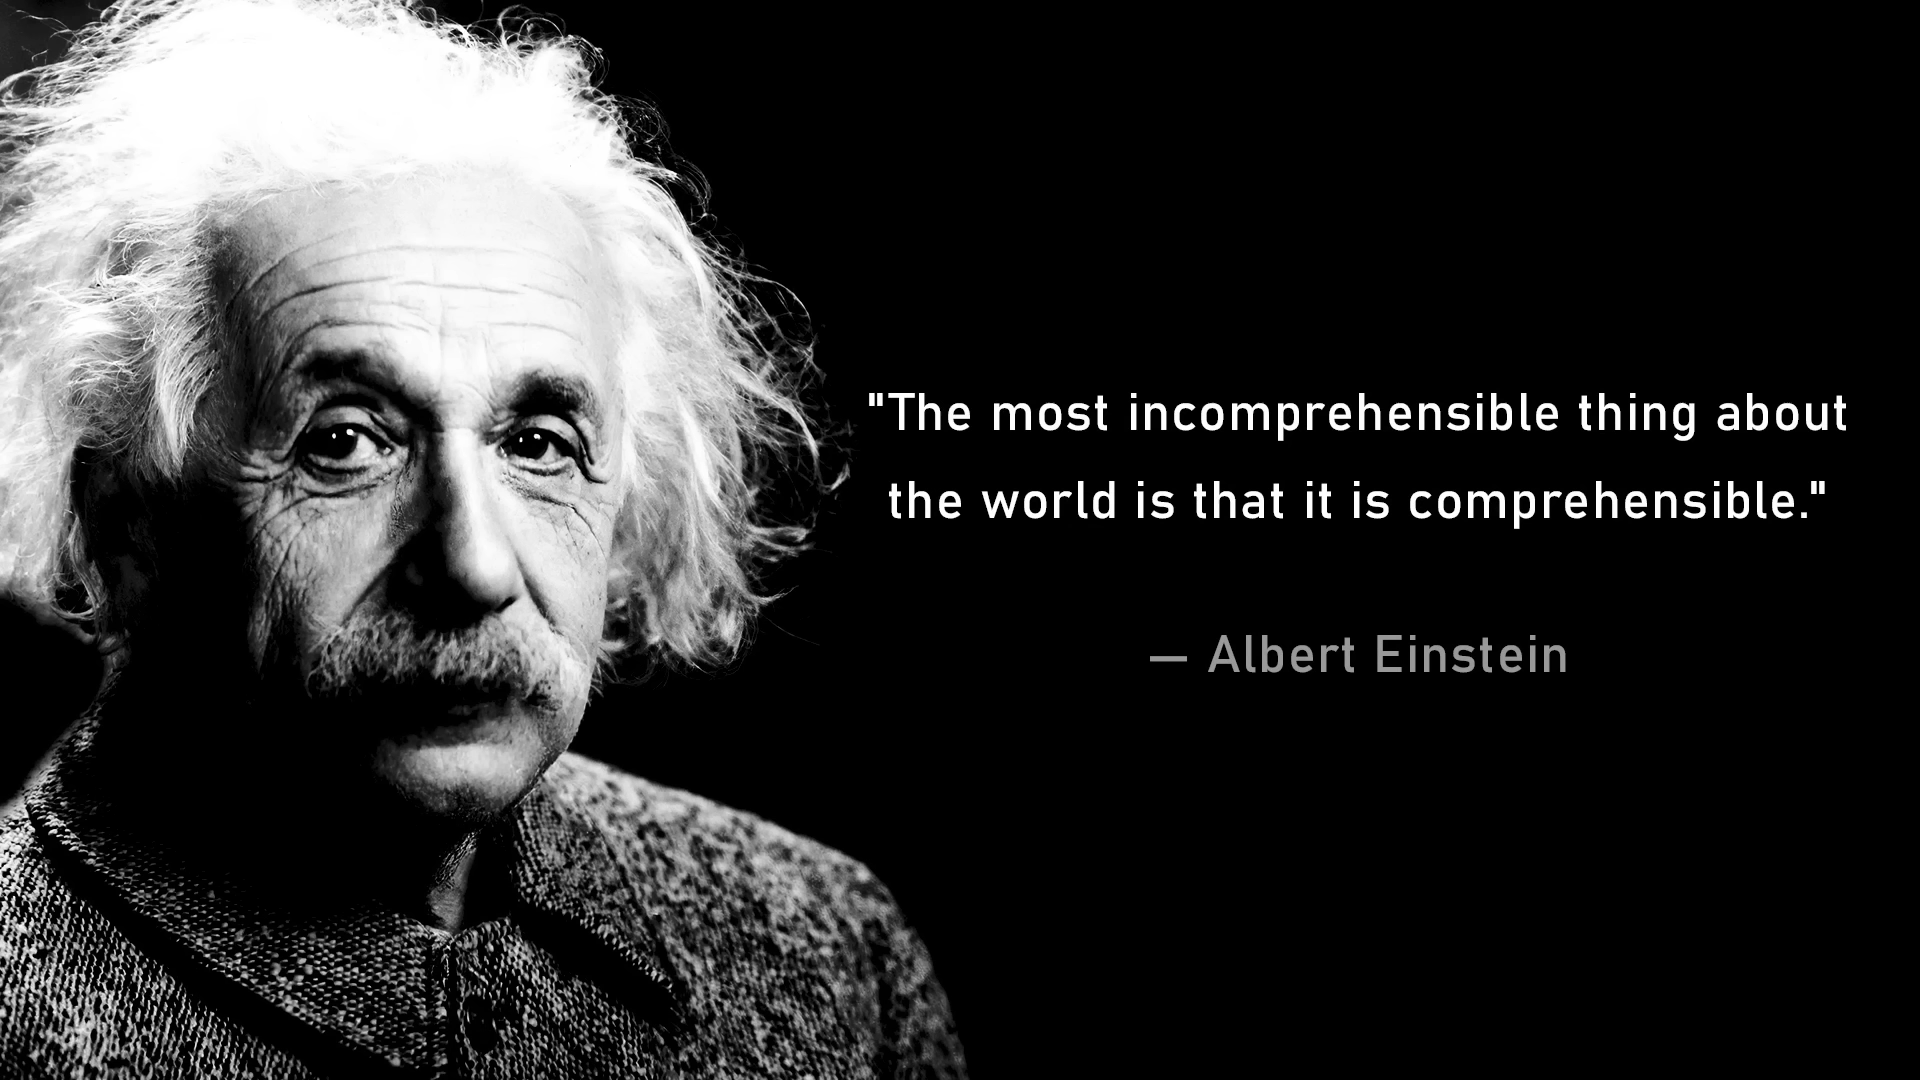 "The most incomprehensible thing about
the world is that it is comprehensible."
— Albert Einstein